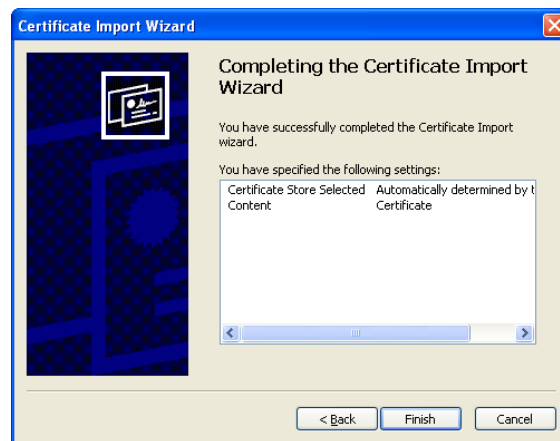 Certificate Import Wizard
Completing the Certificate Import
Wizard
You have successfully completed the Certificate Import
wizard.
You have specified the following settings:
Certificate Store Selected Automatically determined by t
Content Certificate
< Back Finish Cancel